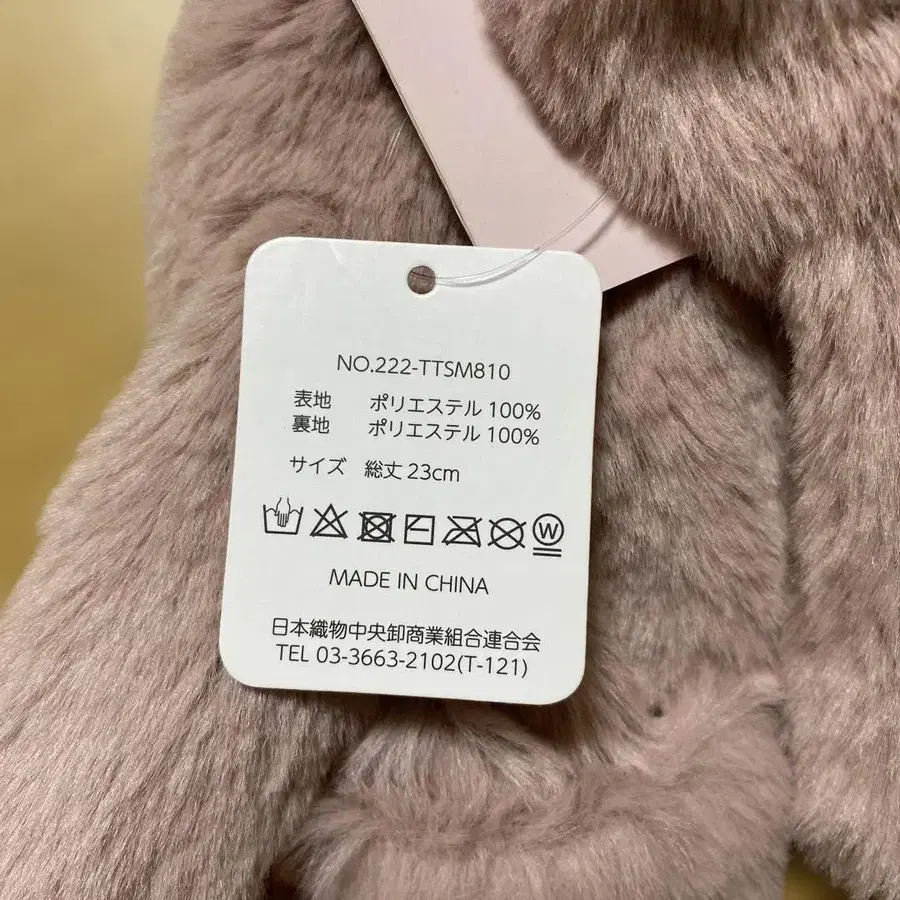 NO.222-TTSM810
表地 ポリエステル 100%
裏地 ポリエステル 100%
サイズ 総丈 23cm
W
MADE IN CHINA
日本織物中央卸商業組合連合会
TEL 03-3663-2102(T-121)